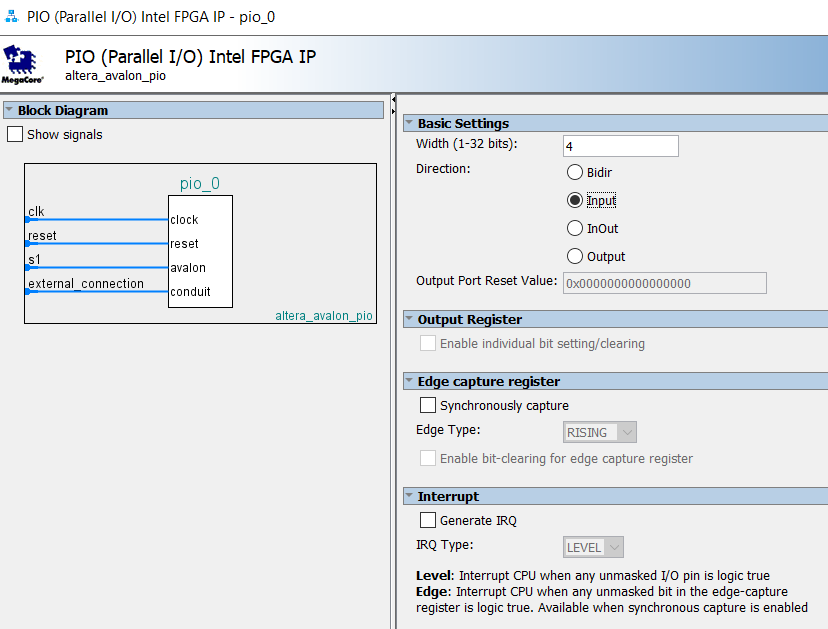 PIO (Parallel I/O) Intel FPGA IP - pio_0
PIO (Parallel I/O) Intel FPGA IP
altera_avalon_pio
MegaCore®
Block Diagram
Show signals
pio_0
clk
clock
reset
reset
s1
avalon
external_connection
conduit
altera_avalon_pio
Basic Settings
Width (1-32 bits): 4
Direction:
Bidir
Input
InOut
Output
Output Port Reset Value: 0x0000000000000000
Output Register
Enable individual bit setting/clearing
Edge capture register
Synchronously capture
Edge Type: RISING
Enable bit-clearing for edge capture register
Interrupt
Generate IRQ
IRQ Type: LEVEL
Level: Interrupt CPU when any unmasked I/O pin is logic true
Edge: Interrupt CPU when any unmasked bit in the edge-capture
register is logic true. Available when synchronous capture is enabled